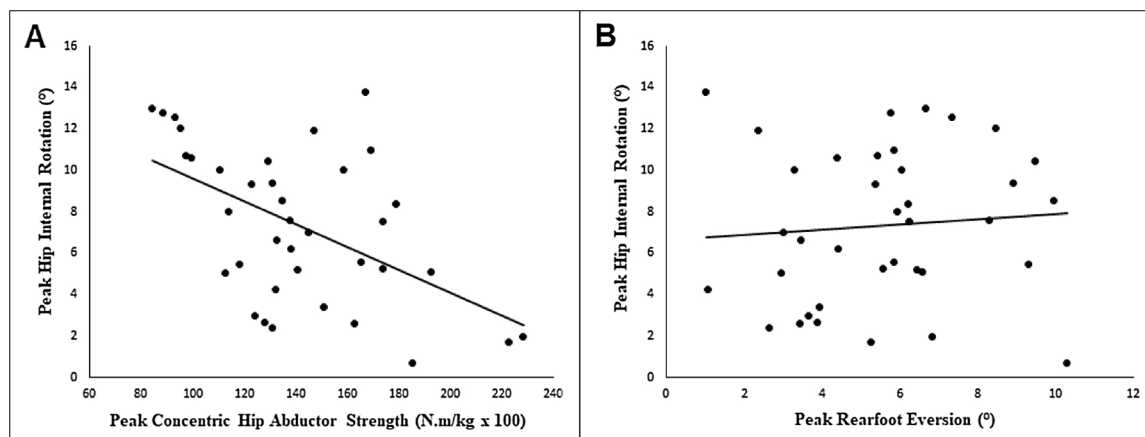 A
Peak Hip Internal Rotation (°)
16
14
12
10
8
6
4
2
0
60 80 100 120 140 160 180 200 220 240
Peak Concentric Hip Abductor Strength (N.m/kg x 100)
B
Peak Hip Internal Rotation (°)
16
14
12
10
8
6
4
2
0
0 2 4 6 8 10 12
Peak Rearfoot Eversion (°)